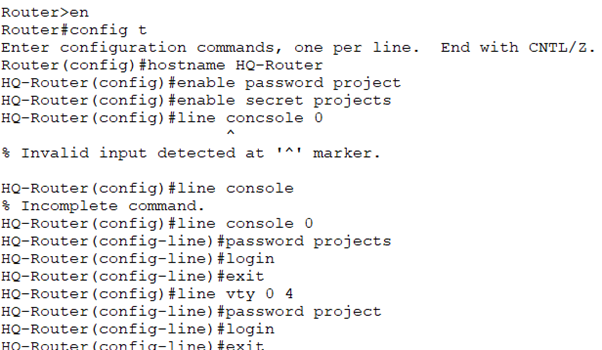 Router>en
Router#config t
Enter configuration commands, one per line.  End with CNTL/Z.
Router(config)#hostname HQ-Router
HQ-Router(config)#enable password project
HQ-Router(config)#enable secret projects
HQ-Router(config)#line concsole 0
                         ^
% Invalid input detected at '^' marker.

HQ-Router(config)#line console
% Incomplete command.
HQ-Router(config)#line console 0
HQ-Router(config-line)#password projects
HQ-Router(config-line)#login
HQ-Router(config-line)#exit
HQ-Router(config)#line vty 0 4
HQ-Router(config-line)#password project
HQ-Router(config-line)#login
HQ-Router(config-line)#exit